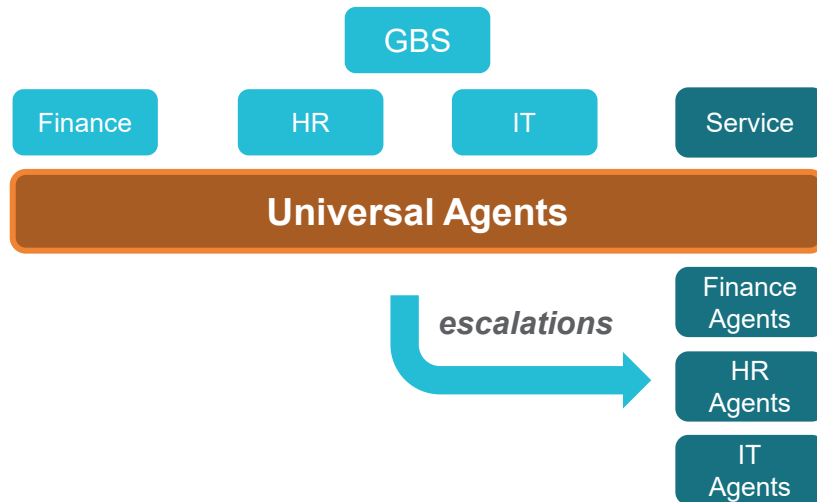 GBS
Finance
HR
IT
Service
Universal Agents
escalations
Finance
Agents
HR
Agents
IT
Agents